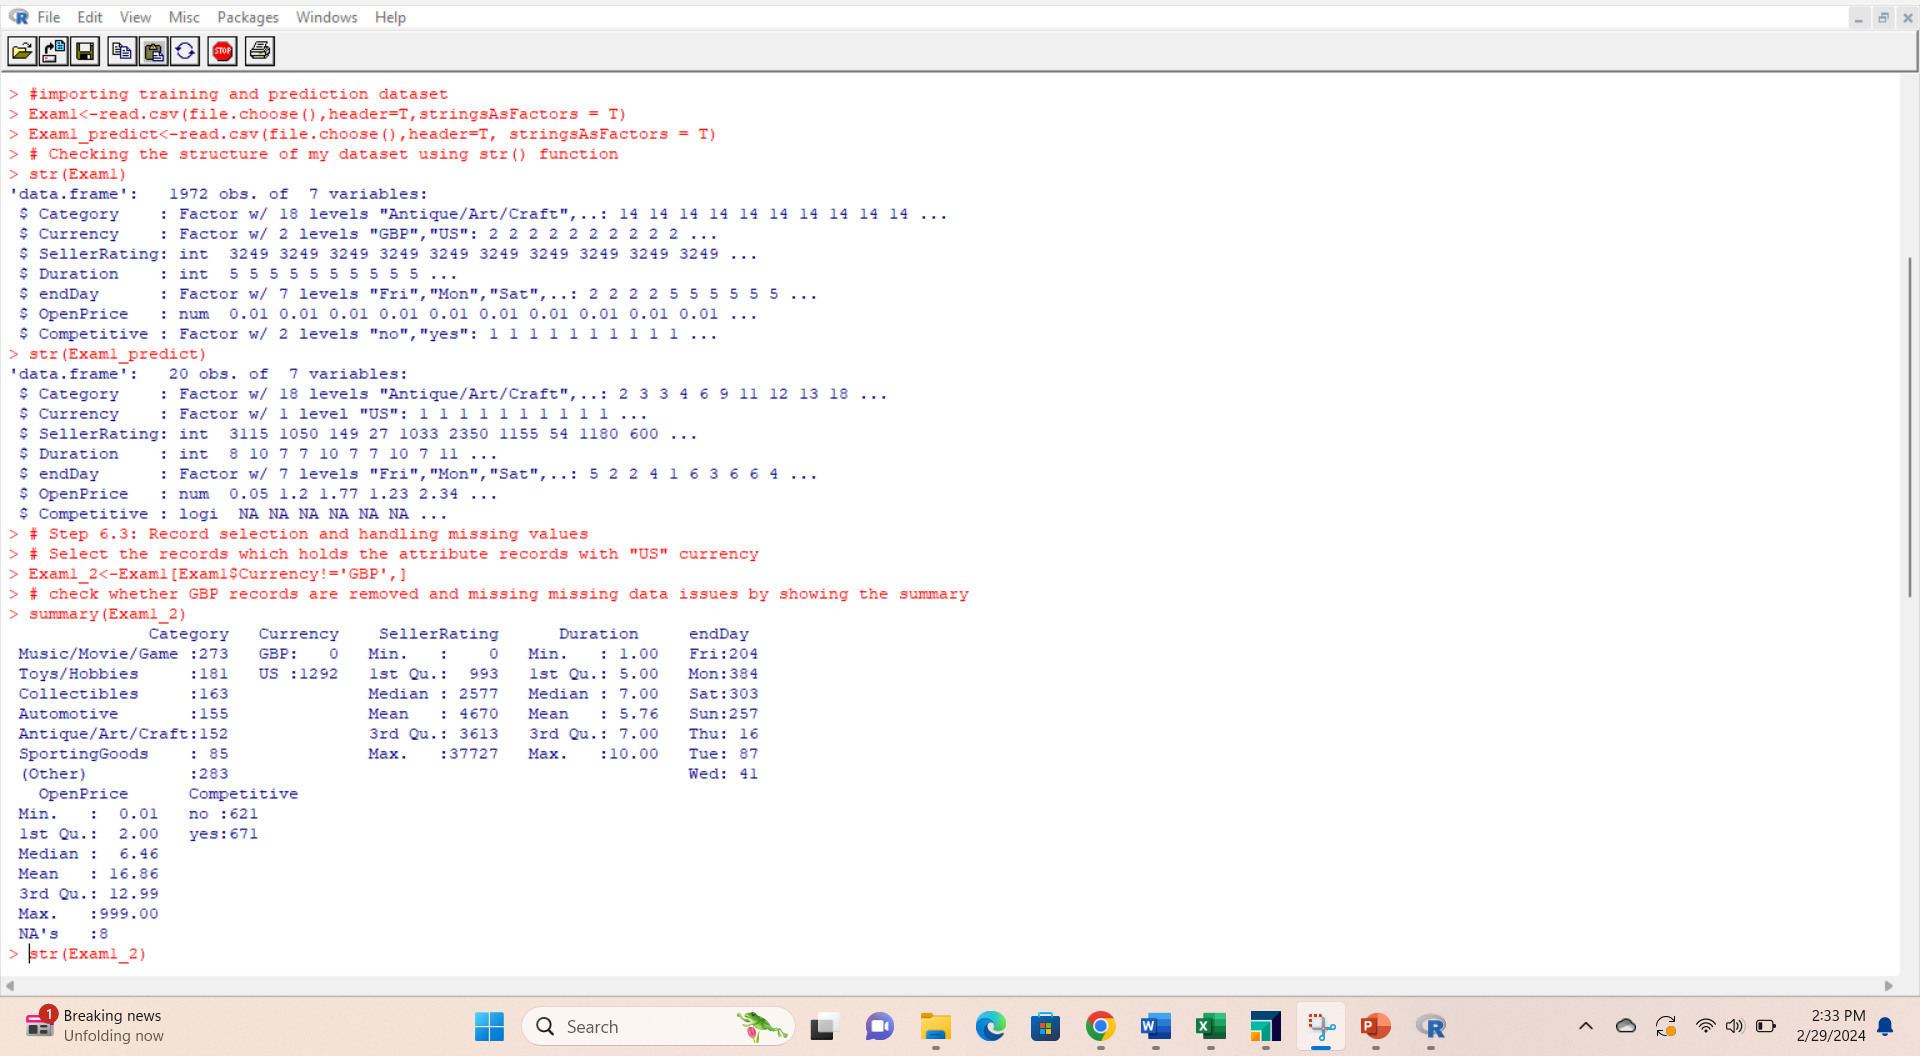 File Edit View Misc Packages Windows Help
STOP
> #importing training and prediction dataset
> Exam1<-read.csv(file.choose(),header=T,stringsAsFactors = T)
> Exam1_predict<-read.csv(file.choose(),header=T, stringsAsFactors = T)
> # Checking the structure of my dataset using str() function
> str(Exam1)
'data.frame':   1972 obs. of  7 variables:
 $ Category    : Factor w/ 18 levels "Antique/Art/Craft",..: 14 14 14 14 14 14 14 14 14 14 ...
 $ Currency    : Factor w/ 2 levels "GBP","US": 2 2 2 2 2 2 2 2 2 2 ...
 $ SellerRating: int  3249 3249 3249 3249 3249 3249 3249 3249 3249 3249 ...
 $ Duration    : int  5 5 5 5 5 5 5 5 5 5 ...
 $ endDay      : Factor w/ 7 levels "Fri","Mon","Sat",..: 2 2 2 2 5 5 5 5 5 5 ...
 $ OpenPrice   : num  0.01 0.01 0.01 0.01 0.01 0.01 0.01 0.01 0.01 0.01 ...
 $ Competitive : Factor w/ 2 levels "no","yes": 1 1 1 1 1 1 1 1 1 1 ...
> str(Exam1_predict)
'data.frame':   20 obs. of  7 variables:
 $ Category    : Factor w/ 18 levels "Antique/Art/Craft",..: 2 3 3 4 6 9 11 12 13 18 ...
 $ Currency    : Factor w/ 1 level "US": 1 1 1 1 1 1 1 1 1 1 ...
 $ SellerRating: int  3115 1050 149 27 1033 2350 1155 54 1180 600 ...
 $ Duration    : int  8 10 7 7 10 7 7 10 7 11 ...
 $ endDay      : Factor w/ 7 levels "Fri","Mon","Sat",..: 5 2 2 4 1 6 3 6 6 4 ...
 $ OpenPrice   : num  0.05 1.2 1.77 1.23 2.34 ...
 $ Competitive : logi  NA NA NA NA NA NA ...
> # Step 6.3: Record selection and handling missing values
> # Select the records which holds the attribute records with "US" currency
> Exam1_2<-Exam1[Exam1$Currency!='GBP',]
> # check whether GBP records are removed and missing missing data issues by showing the summary
> summary(Exam1_2)
              Category   Currency    SellerRating      Duration     endDay
 Music/Movie/Game :273   GBP:   0   Min.   :    0   Min.   : 1.00   Fri:204
 Toys/Hobbies     :181   US :1292   1st Qu.:  993   1st Qu.: 5.00   Mon:384
 Collectibles     :163              Median : 2577   Median : 7.00   Sat:303
 Automotive       :155              Mean   : 4670   Mean   : 5.76   Sun:257
 Antique/Art/Craft:152              3rd Qu.: 3613   3rd Qu.: 7.00   Thu: 16
 SportingGoods    : 85              Max.   :37727   Max.   :10.00   Tue: 87
 (Other)          :283                                              Wed: 41
   OpenPrice      Competitive
 Min.   :  0.01   no :621
 1st Qu.:  2.00   yes:671
 Median :  6.46
 Mean   : 16.86
 3rd Qu.: 12.99
 Max.   :999.00
 NA's   :8
> str(Exam1_2)
1
Breaking news
Unfolding now
Search
2:33 PM
2/29/2024